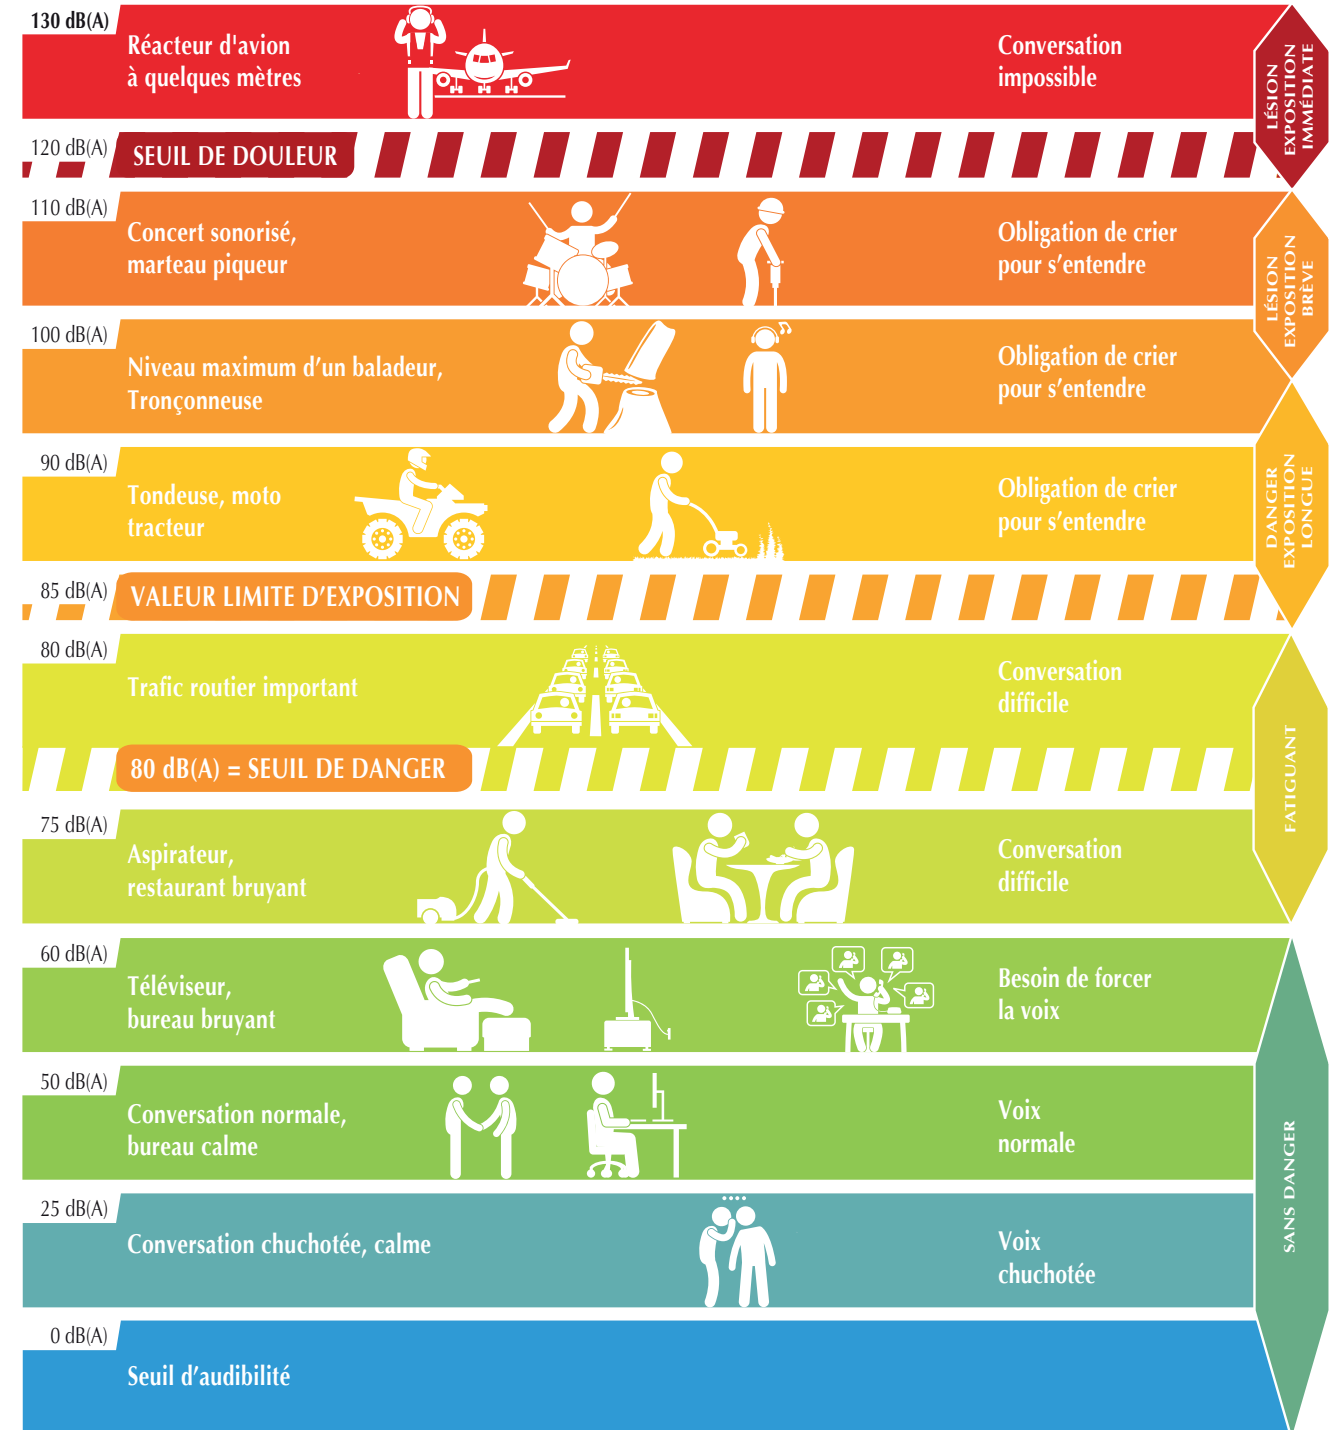 130 dB(A)
Réacteur d'avion
à quelques mètres
Conversation
impossible
LÉSION
EXPOSITION
IMMÉDIATE
120 dB(A)
SEUIL DE DOULEUR
110 dB(A)
Concert sonorisé,
marteau piqueur
Obligation de crier
pour s'entendre
LÉSION
EXPOSITION
BRÈVE
100 dB(A)
Niveau maximum d'un baladeur,
Tronçonneuse
Obligation de crier
pour s'entendre
90 dB(A)
Tondeuse, moto
tracteur
Obligation de crier
pour s'entendre
DANGER
EXPOSITION
LONGUE
85 dB(A)
VALEUR LIMITE D'EXPOSITION
80 dB(A)
Trafic routier important
Conversation
difficile
80 dB(A) = SEUIL DE DANGER
FATIGUANT
75 dB(A)
Aspirateur,
restaurant bruyant
Conversation
difficile
60 dB(A)
Téléviseur,
bureau bruyant
Besoin de forcer
la voix
50 dB(A)
Conversation normale,
bureau calme
Voix
normale
SANS DANGER
25 dB(A)
Conversation chuchotée, calme
Voix
chuchotée
0 dB(A)
Seuil d'audibilité